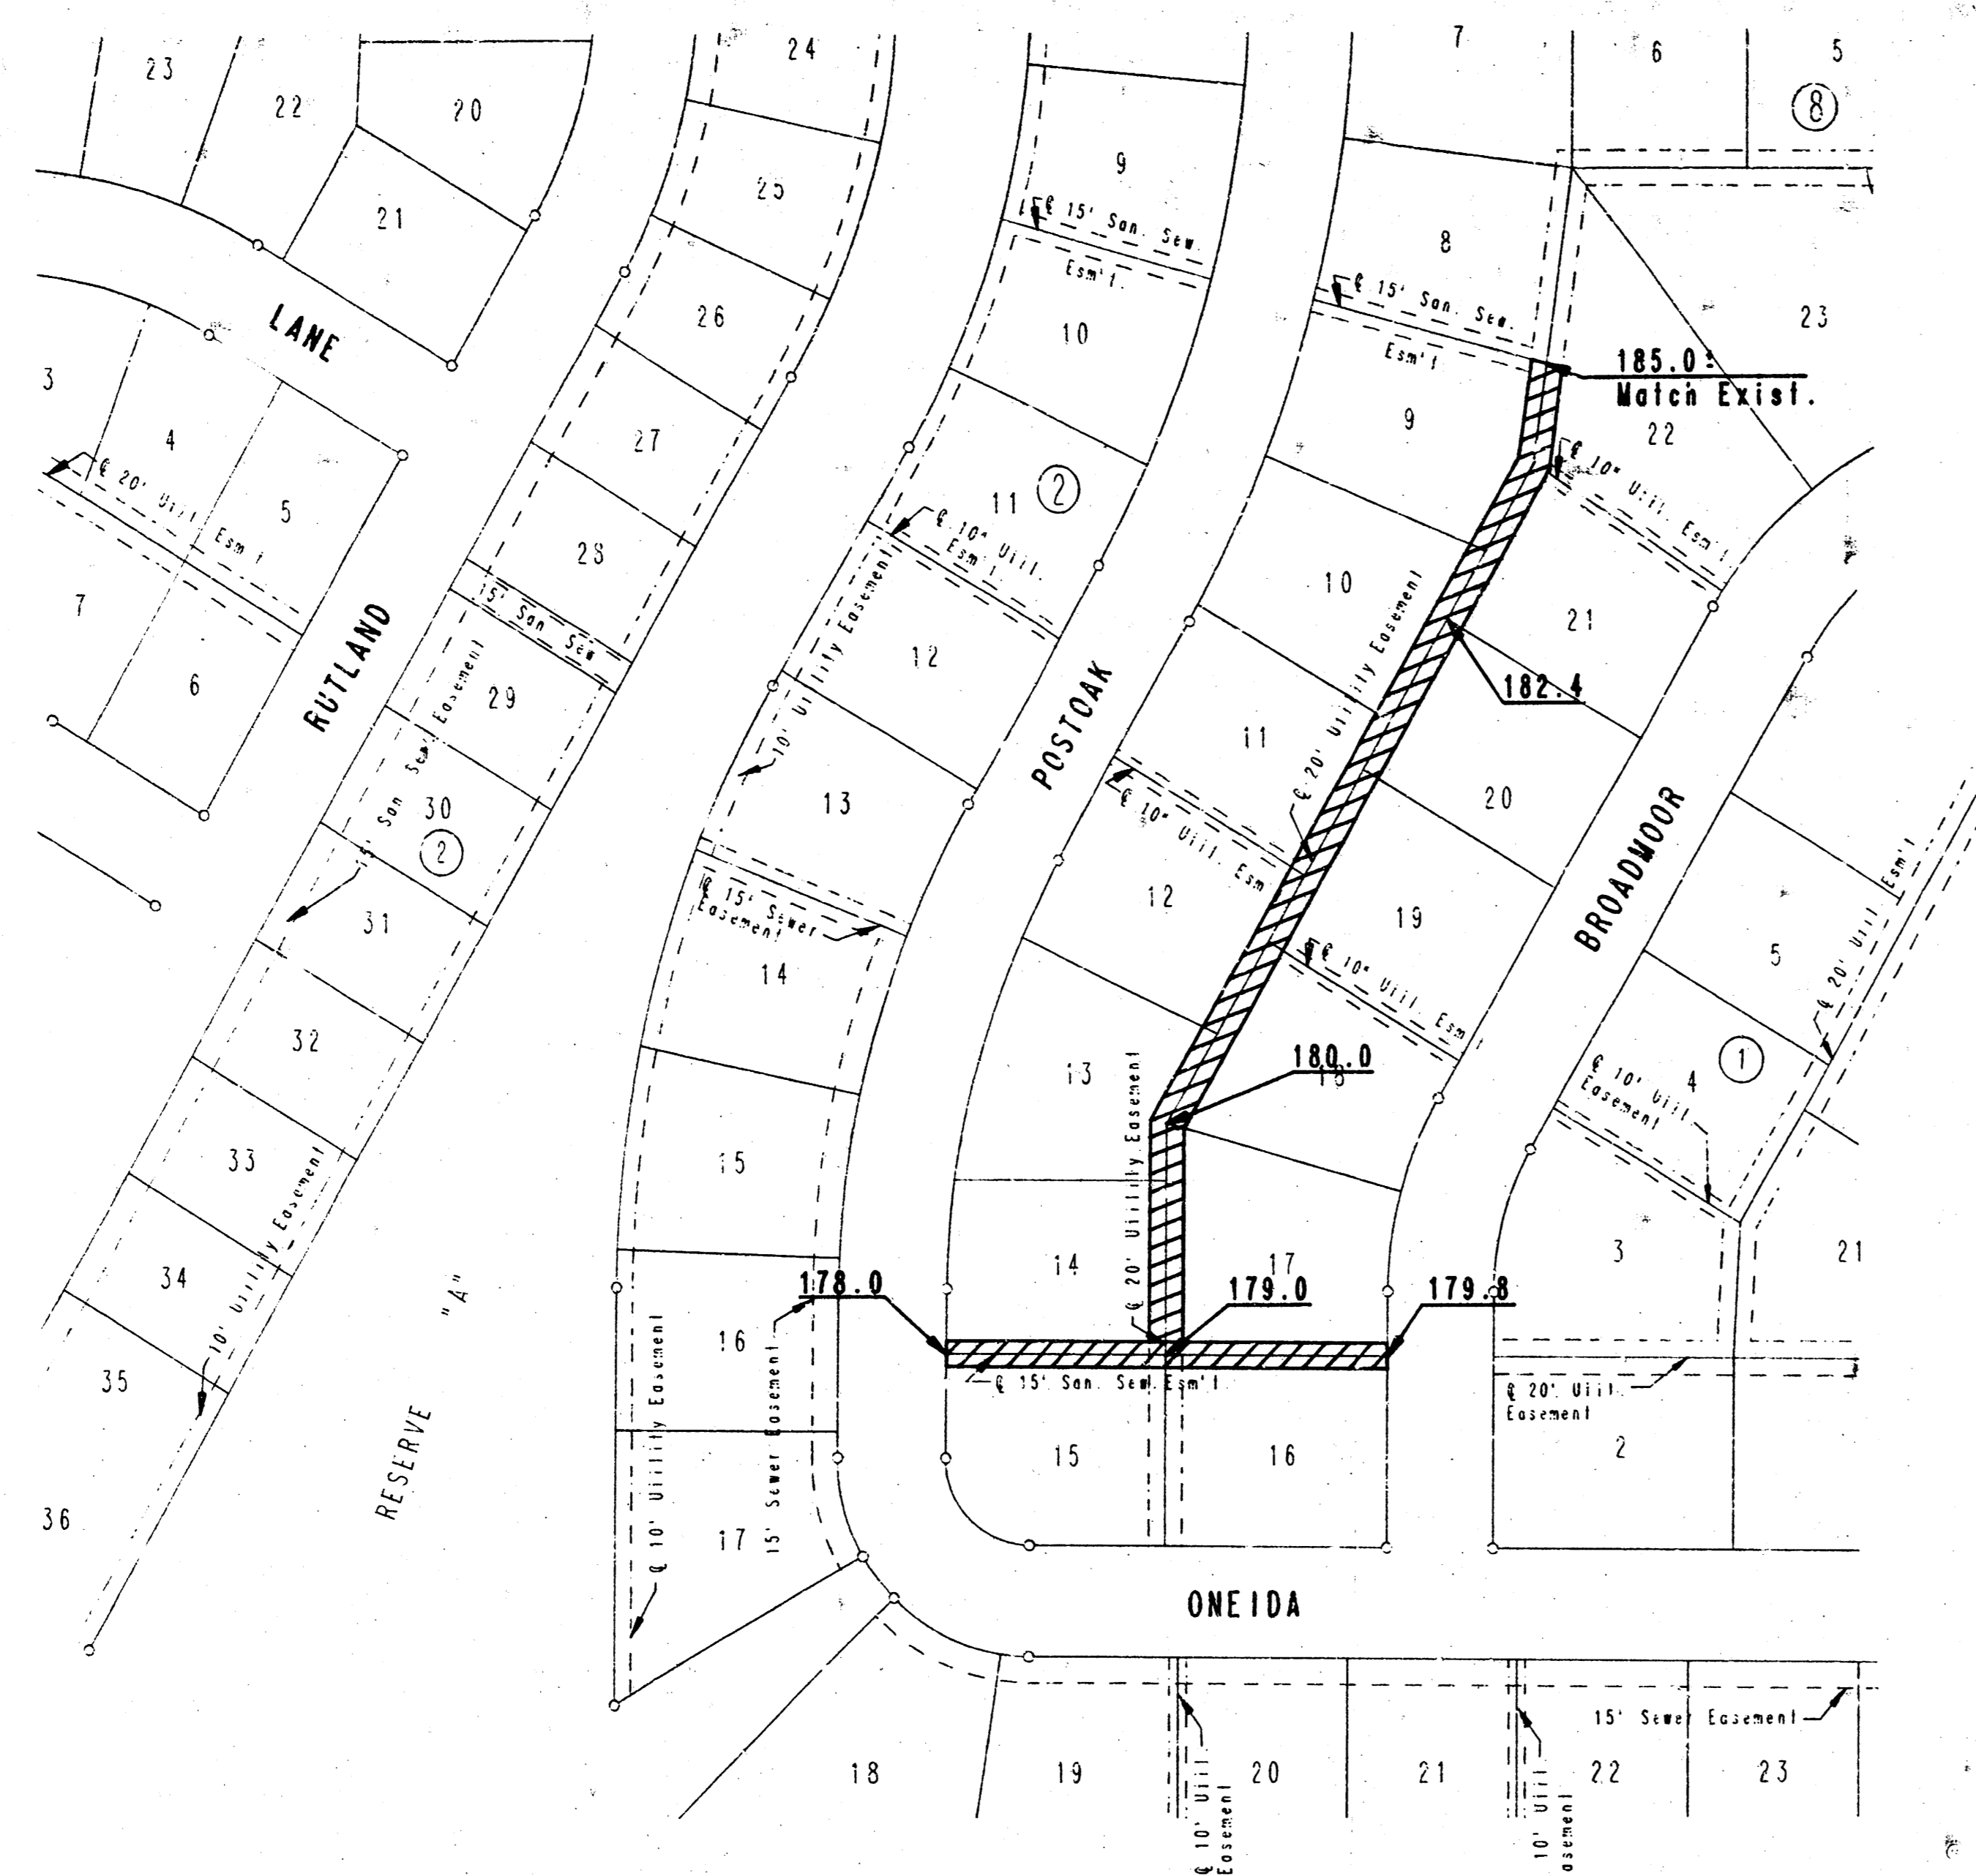 24
7
6
5
23
22
20
8
25
9
21
℄ 15' San. Sew.
Esm't.
8
℄ 15' San. Sew.
Esm't
23
26
10
LANE
3
185.0±
Match Exist.
22
9
4
27
℄ 20' Util. Esm't
5
11
2
℄ 10" Util. Esm't
℄ 10" Util.
Esm't
28
10
21
7
15' San Sew
12
10' Utility Easement
℄ 20' Utility Easement
RUTLAND
6
29
15' San Sewer Easement
POSTOAK
182.4
11
30
2
13
10'
℄ 10" Util. Esm
20
BROADMOOR
31
℄ 15' Sewer
Easement
12
19
5
℄ 20' Util Esm't
14
℄ 10" Util. Esm
32
13
180.0
18
4
1
℄ 10' Util.
Easement
33
15
℄ 20' Utility Easement
34
10' Utility Easement
"A"
178.0
14
17
179.0
179.8
3
21
16
35
℄ 15' San. Sew. Esm't.
℄ 20' Util.
Easement
RESERVE
℄ 10' Utility Easement
15' Sewer Easement
15
16
2
36
17
ONEIDA
18
19
20
21
22
23
15' Sewer Easement
℄ 10' Util
Easement
10' Util
asement